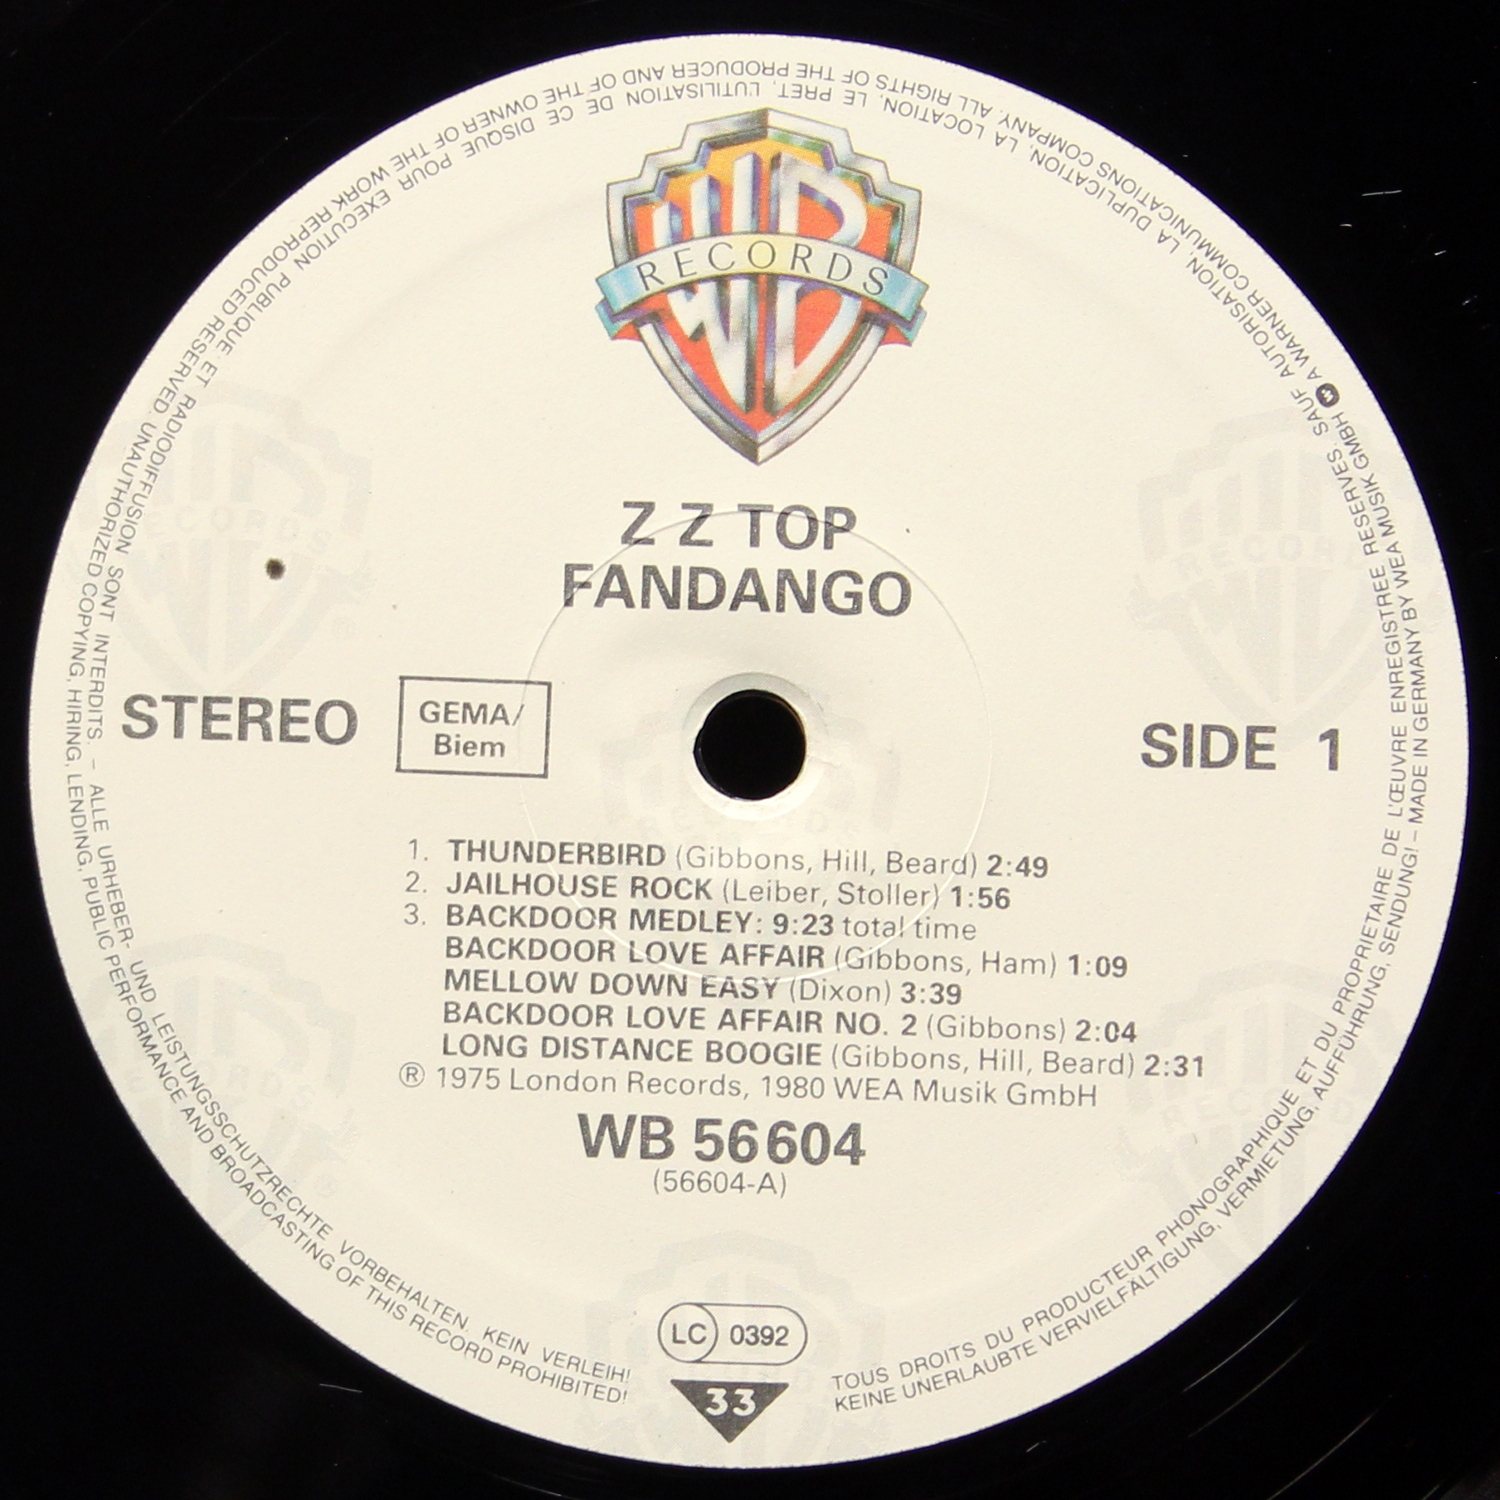 WB
RECORDS
Z Z TOP
FANDANGO
STEREO
GEMA/
Biem
SIDE 1
1. THUNDERBIRD (Gibbons, Hill, Beard) 2:49
2. JAILHOUSE ROCK (Leiber, Stoller) 1:56
3. BACKDOOR MEDLEY: 9:23 total time
BACKDOOR LOVE AFFAIR (Gibbons, Ham) 1:09
MELLOW DOWN EASY (Dixon) 3:39
BACKDOOR LOVE AFFAIR NO. 2 (Gibbons) 2:04
LONG DISTANCE BOOGIE (Gibbons, Hill, Beard) 2:31
Ⓡ 1975 London Records, 1980 WEA Musik GmbH
WB 56604
(56604-A)
LC 0392
33
TOUS DROITS DU PRODUCTEUR PHONOGRAPHIQUE ET DU PROPRIETAIRE DE L'ŒUVRE ENREGISTREE RESERVES. SAUF AUTORISATION, LA DUPLICATION, LA LOCATION, LE PRET, L'UTILISATION DE CE DISQUE POUR EXECUTION PUBLIQUE ET RADIODIFFUSION SONT INTERDITS. – ALLE URHEBER- UND LEISTUNGSSCHUTZRECHTE VORBEHALTEN. KEIN VERLEIH!
KEINE UNERLAUBTE VERVIELFÄLTIGUNG, VERMIETUNG, AUFFÜHRUNG, SENDUNG! – MADE IN GERMANY BY WEA MUSIK GMBH W A WARNER COMMUNICATIONS COMPANY. ALL RIGHTS OF THE PRODUCER AND OF THE OWNER OF THE WORK REPRODUCED RESERVED. UNAUTHORIZED COPYING, HIRING, LENDING, PUBLIC PERFORMANCE AND BROADCASTING OF THIS RECORD PROHIBITED!